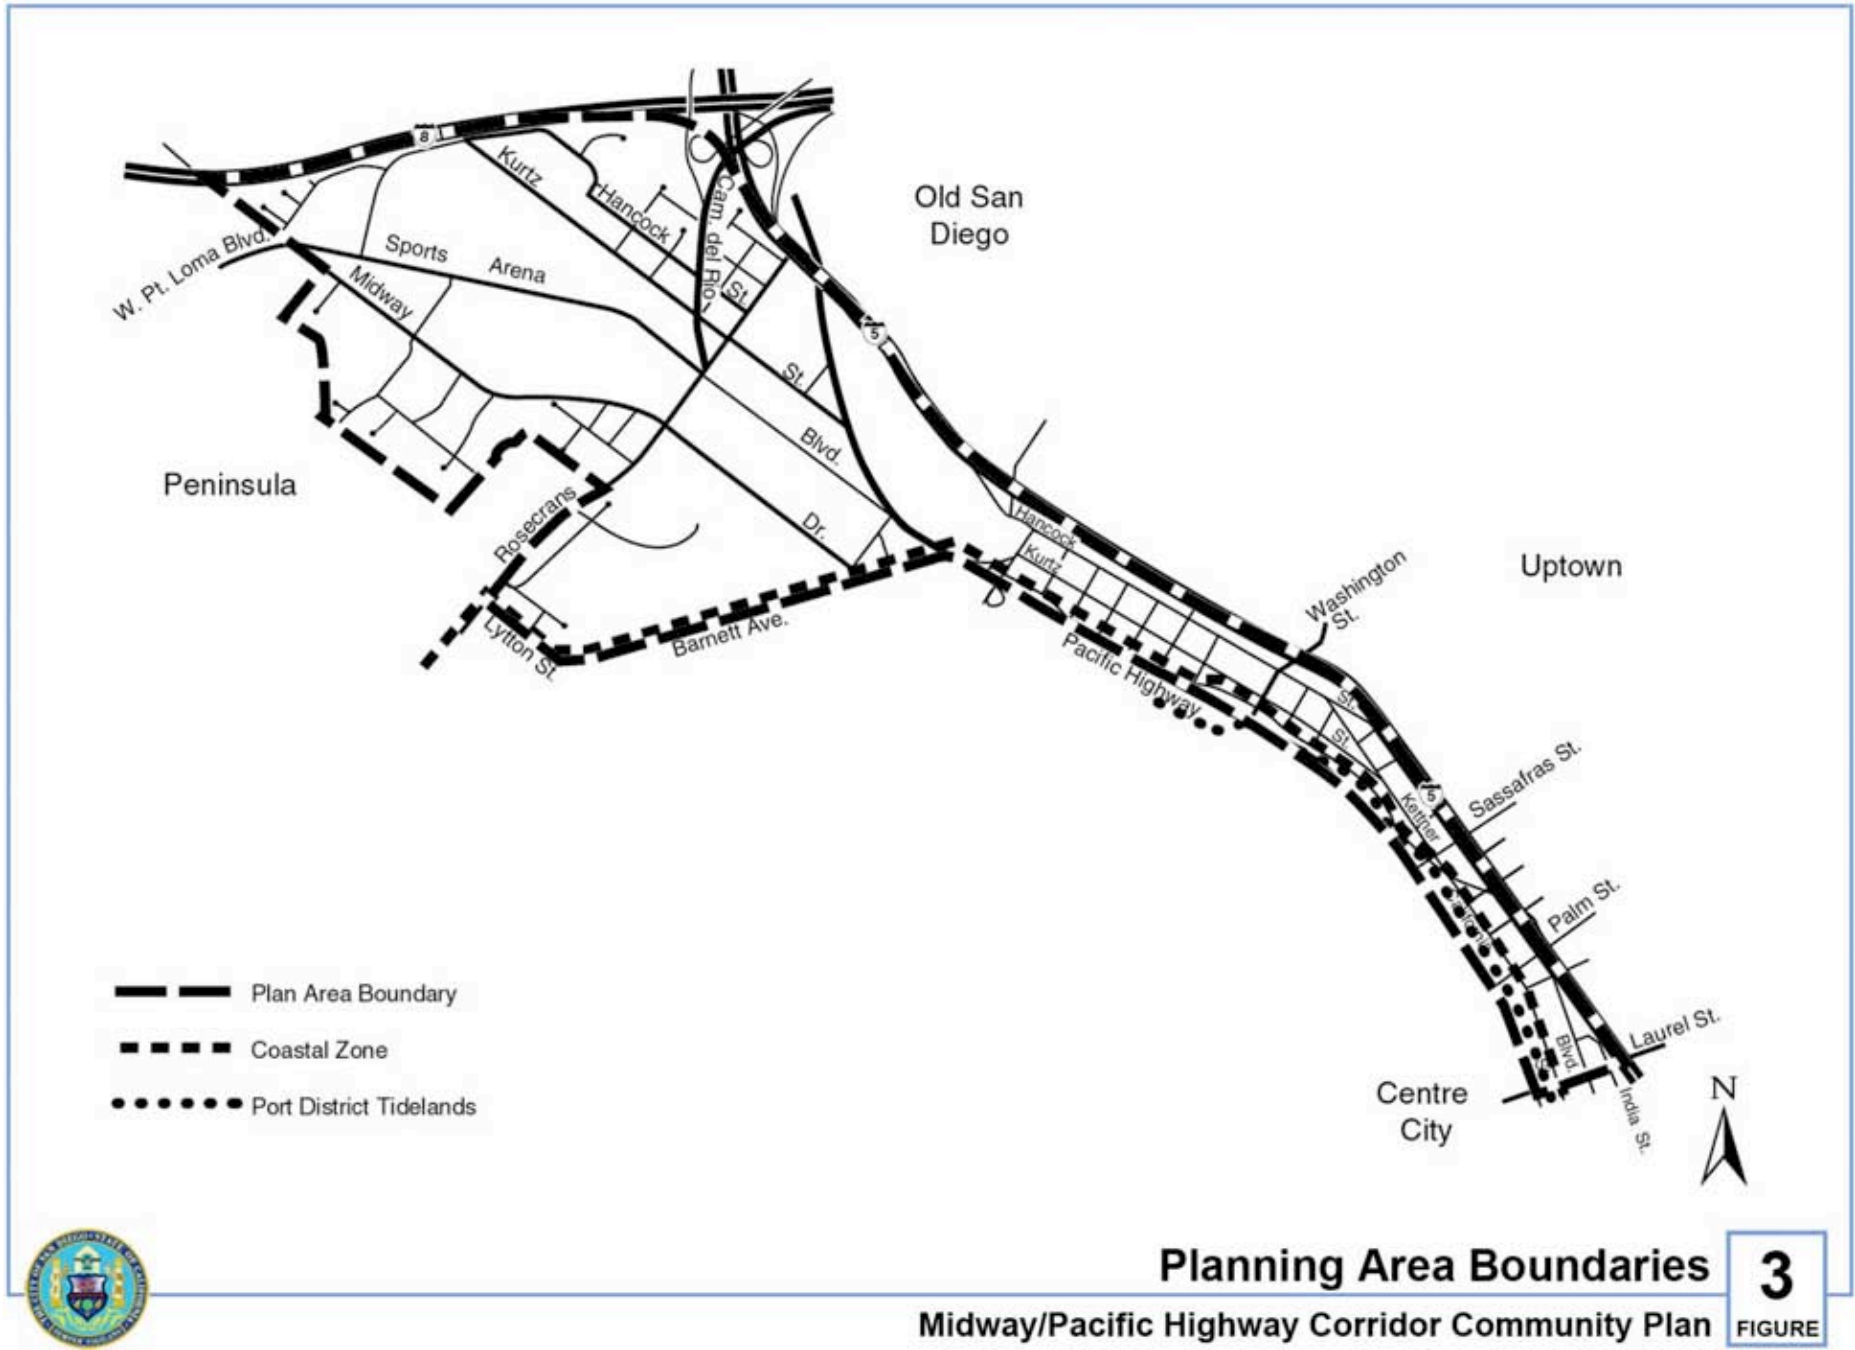 8
Kurtz
Hancock
Cam. del Rio
Old San
Diego
W. Pt. Loma Blvd.
Sports Arena
Midway
St.
5
St.
Blvd.
Peninsula
Rosecrans
Dr.
Hancock
Kurtz
Uptown
Washington
St.
Lytton St.
Barnett Ave.
Pacific Highway
St.
St.
5
Sassafras St.
Kettner
Palm St.
Plan Area Boundary
Coastal Zone
Port District Tidelands
Laurel St.
Blvd.
India St.
Centre
City
N
Planning Area Boundaries
Midway/Pacific Highway Corridor Community Plan
3
FIGURE